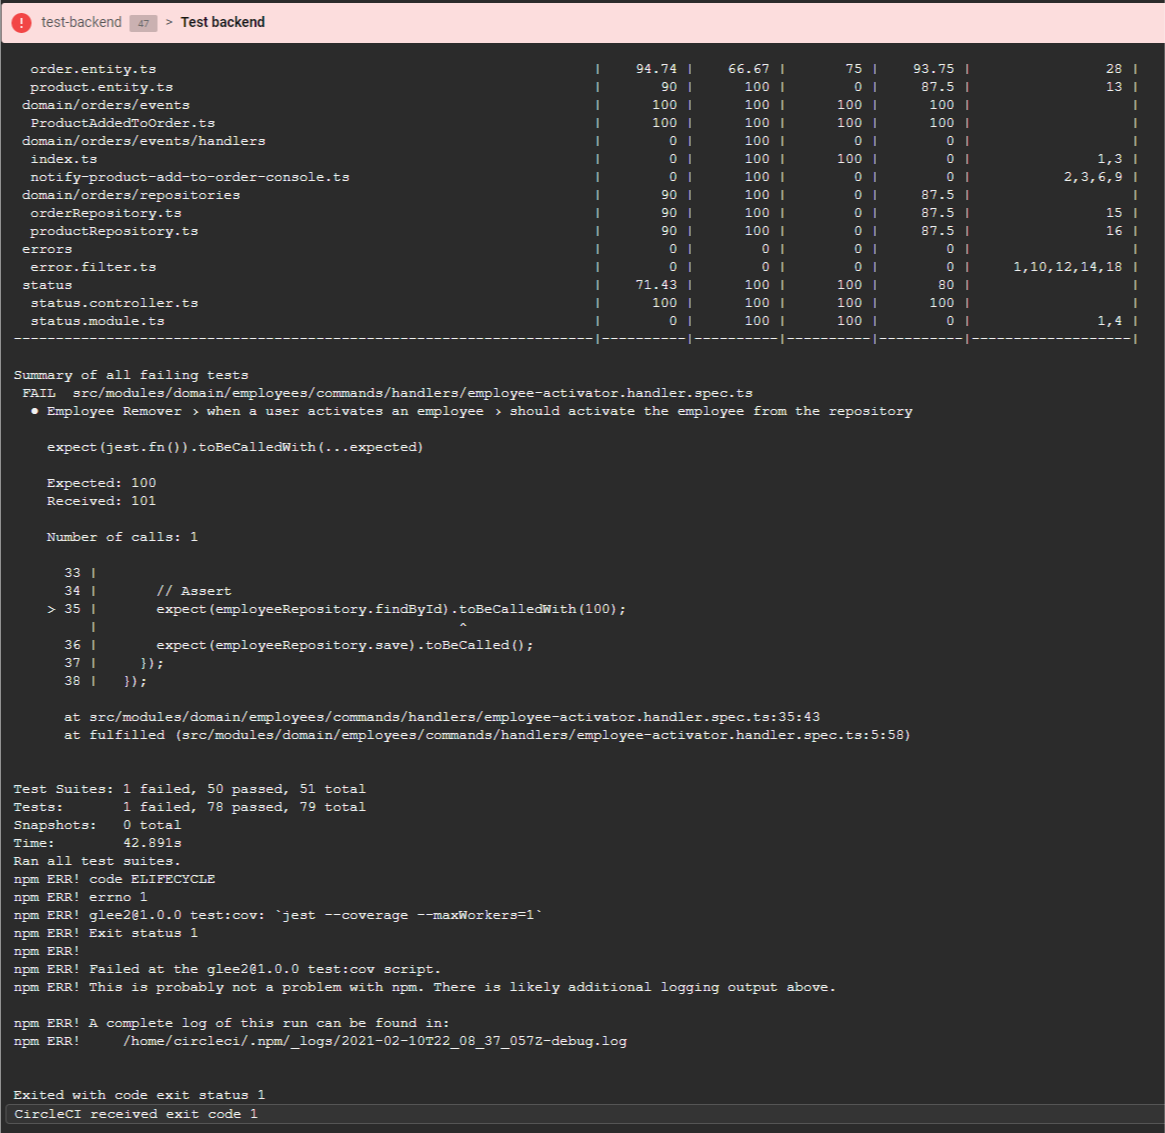 test-backend 47 > Test backend
order.entity.ts | 94.74 | 66.67 | 75 | 93.75 | 28 |
product.entity.ts | 90 | 100 | 0 | 87.5 | 13 |
domain/orders/events | 100 | 100 | 100 | 100 | |
ProductAddedToOrder.ts | 100 | 100 | 100 | 100 | |
domain/orders/events/handlers | 0 | 100 | 0 | 0 | |
index.ts | 0 | 100 | 100 | 0 | 1,3 |
notify-product-add-to-order-console.ts | 0 | 100 | 0 | 0 | 2,3,6,9 |
domain/orders/repositories | 90 | 100 | 0 | 87.5 | |
orderRepository.ts | 90 | 100 | 0 | 87.5 | 15 |
productRepository.ts | 90 | 100 | 0 | 87.5 | 16 |
errors | 0 | 0 | 0 | 0 | |
error.filter.ts | 0 | 0 | 0 | 0 | 1,10,12,14,18 |
status | 71.43 | 100 | 100 | 80 | |
status.controller.ts | 100 | 100 | 100 | 100 | |
status.module.ts | 0 | 100 | 100 | 0 | 1,4 |
----------------------------------------------------------------------|----------|----------|----------|----------|-------------------|
Summary of all failing tests
FAIL src/modules/domain/employees/commands/handlers/employee-activator.handler.spec.ts
● Employee Remover › when a user activates an employee › should activate the employee from the repository
expect(jest.fn()).toBeCalledWith(...expected)
Expected: 100
Received: 101
Number of calls: 1
33 |
34 | // Assert
> 35 | expect(employeeRepository.findById).toBeCalledWith(100);
| ^
36 | expect(employeeRepository.save).toBeCalled();
37 | });
38 | });
at src/modules/domain/employees/commands/handlers/employee-activator.handler.spec.ts:35:43
at fulfilled (src/modules/domain/employees/commands/handlers/employee-activator.handler.spec.ts:5:58)
Test Suites: 1 failed, 50 passed, 51 total
Tests: 1 failed, 78 passed, 79 total
Snapshots: 0 total
Time: 42.891s
Ran all test suites.
npm ERR! code ELIFECYCLE
npm ERR! errno 1
npm ERR! glee2@1.0.0 test:cov: `jest --coverage --maxWorkers=1`
npm ERR! Exit status 1
npm ERR!
npm ERR! Failed at the glee2@1.0.0 test:cov script.
npm ERR! This is probably not a problem with npm. There is likely additional logging output above.
npm ERR! A complete log of this run can be found in:
npm ERR! /home/circleci/.npm/_logs/2021-02-10T22_08_37_057Z-debug.log
Exited with code exit status 1
CircleCI received exit code 1